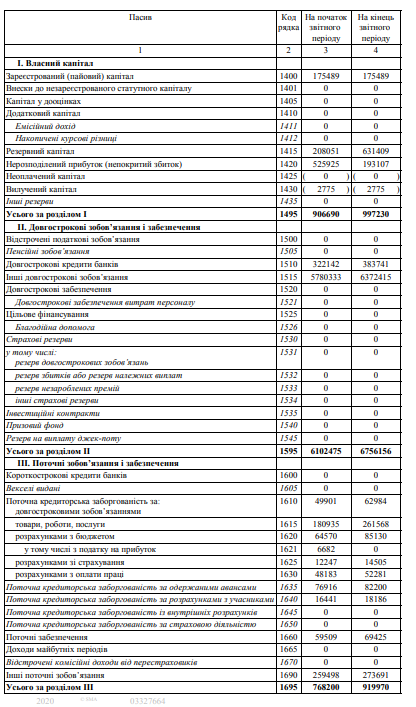 Пасив Код рядка На початок звітного періоду На кінець звітного періоду
1 2 3 4
I. Власний капітал
Зареєстрований (пайовий) капітал 1400 175489 175489
Внески до незареєстрованого статутного капіталу 1401 0 0
Капітал у дооцінках 1405 0 0
Додатковий капітал 1410 0 0
Емісійний дохід 1411 0 0
Накопичені курсові різниці 1412 0 0
Резервний капітал 1415 208051 631409
Нерозподілений прибуток (непокритий збиток) 1420 525925 193107
Неоплачений капітал 1425 ( 0 ) ( 0 )
Вилучений капітал 1430 ( 2775 ) ( 2775 )
Інші резерви 1435 0 0
Усього за розділом I 1495 906690 997230
II. Довгострокові зобов'язання і забезпечення
Відстрочені податкові зобов'язання 1500 0 0
Пенсійні зобов'язання 1505 0 0
Довгострокові кредити банків 1510 322142 383741
Інші довгострокові зобов'язання 1515 5780333 6372415
Довгострокові забезпечення 1520 0 0
Довгострокові забезпечення витрат персоналу 1521 0 0
Цільове фінансування 1525 0 0
Благодійна допомога 1526 0 0
Страхові резерви 1530 0 0
у тому числі: 1531 0 0
резерв довгострокових зобов'язань
резерв збитків або резерв належних виплат 1532 0 0
резерв незароблених премій 1533 0 0
інші страхові резерви 1534 0 0
Інвестиційні контракти 1535 0 0
Призовий фонд 1540 0 0
Резерв на виплату джек-поту 1545 0 0
Усього за розділом II 1595 6102475 6756156
III. Поточні зобов'язання і забезпечення
Короткострокові кредити банків 1600 0 0
Векселі видані 1605 0 0
Поточна кредиторська заборгованість за: 1610 49901 62984
довгостроковими зобов'язаннями
товари, роботи, послуги 1615 180935 261568
розрахунками з бюджетом 1620 64570 85130
у тому числі з податку на прибуток 1621 6682 0
розрахунками зі страхування 1625 12247 14505
розрахунками з оплати праці 1630 48183 52281
Поточна кредиторська заборгованість за одержаними авансами 1635 76916 82200
Поточна кредиторська заборгованість за розрахунками з учасниками 1640 16441 18186
Поточна кредиторська заборгованість із внутрішніх розрахунків 1645 0 0
Поточна кредиторська заборгованість за страховою діяльністю 1650 0 0
Поточні забезпечення 1660 59509 69425
Доходи майбутніх періодів 1665 0 0
Відстрочені комісійні доходи від перестраховиків 1670 0 0
Інші поточні зобов'язання 1690 259498 273691
Усього за розділом III 1695 768200 919970
2020 © SMA 03327664